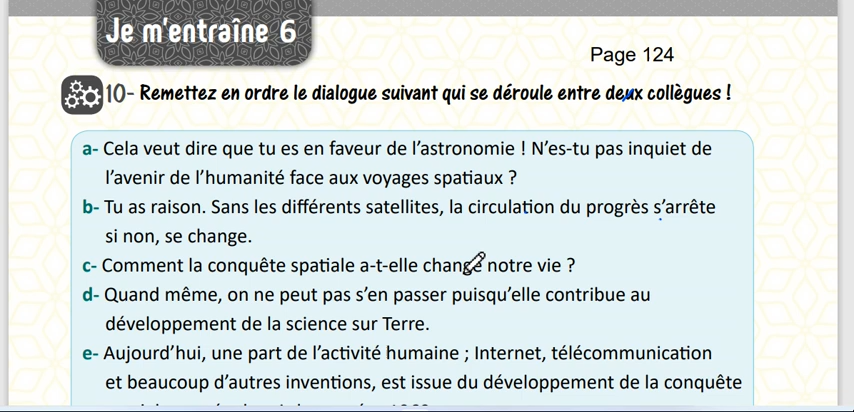 Je m'entraîne 6
Page 124
10- Remettez en ordre le dialogue suivant qui se déroule entre deux collègues !
a- Cela veut dire que tu es en faveur de l'astronomie ! N'es-tu pas inquiet de
l'avenir de l'humanité face aux voyages spatiaux ?
b- Tu as raison. Sans les différents satellites, la circulation du progrès s'arrête
si non, se change.
c- Comment la conquête spatiale a-t-elle changé notre vie ?
d- Quand même, on ne peut pas s'en passer puisqu'elle contribue au
développement de la science sur Terre.
e- Aujourd'hui, une part de l'activité humaine ; Internet, télécommunication
et beaucoup d'autres inventions, est issue du développement de la conquête